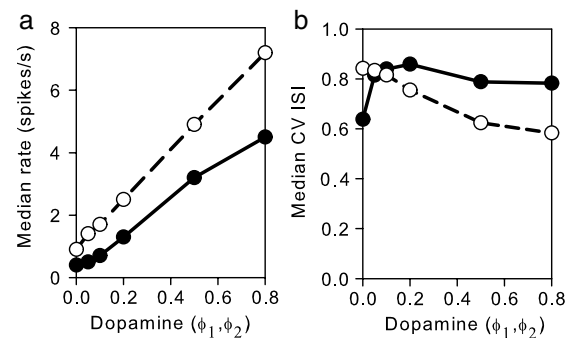 a
8
6
4
2
0
Median rate (spikes/s)
0.0 0.2 0.4 0.6 0.8
Dopamine (ϕ1,ϕ2)
b
1.0
0.8
0.6
0.4
0.2
0.0
Median CV ISI
0.0 0.2 0.4 0.6 0.8
Dopamine (ϕ1,ϕ2)